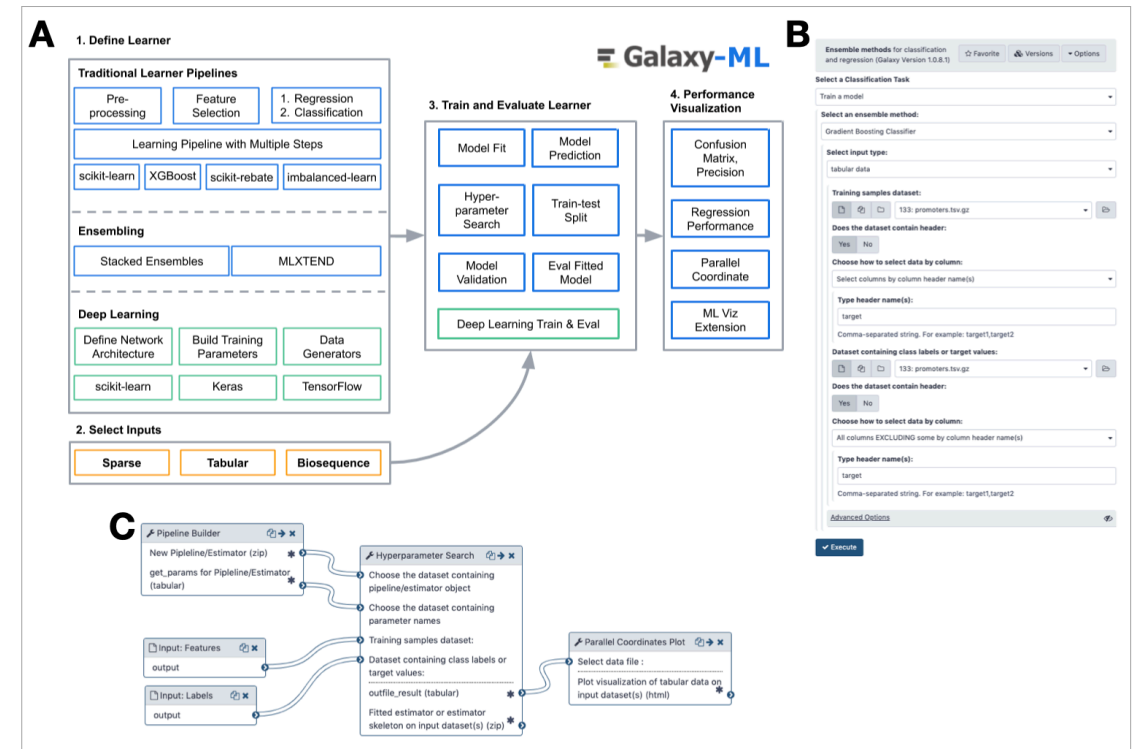 A
1. Define Learner
Traditional Learner Pipelines
Pre-
processing
Feature
Selection
1. Regression
2. Classification
Learning Pipeline with Multiple Steps
scikit-learn
XGBoost
scikit-rebate
imbalanced-learn
Ensembling
Stacked Ensembles
MLXTEND
Deep Learning
Define Network
Architecture
Build Training
Parameters
Data
Generators
scikit-learn
Keras
TensorFlow
2. Select Inputs
Sparse
Tabular
Biosequence
Galaxy-ML
3. Train and Evaluate Learner
Model Fit
Model
Prediction
Hyper-
parameter
Search
Train-test
Split
Model
Validation
Eval Fitted
Model
Deep Learning Train & Eval
4. Performance
Visualization
Confusion
Matrix,
Precision
Regression
Performance
Parallel
Coordinate
ML Viz
Extension
B
Ensemble methods for classification
and regression (Galaxy Version 1.0.8.1)
Favorite
Versions
Options
Select a Classification Task
Train a model
Select an ensemble method:
Gradient Boosting Classifier
Select input type:
tabular data
Training samples dataset:
133: promoters.tsv.gz
Does the dataset contain header:
Yes No
Choose how to select data by column:
Select columns by column header name(s)
Type header name(s):
target
Comma-separated string. For example: target1,target2
Dataset containing class labels or target values:
133: promoters.tsv.gz
Does the dataset contain header:
Yes No
Choose how to select data by column:
All columns EXCLUDING some by column header name(s)
Type header name(s):
target
Comma-separated string. For example: target1,target2
Advanced Options
Execute
C
Pipeline Builder
New Pipleline/Estimator (zip)
get_params for Pipleline/Estimator
(tabular)
Input: Features
output
Input: Labels
output
Hyperparameter Search
Choose the dataset containing
pipeline/estimator object
Choose the dataset containing
parameter names
Training samples dataset:
Dataset containing class labels or
target values:
outfile_result (tabular)
Fitted estimator or estimator
skeleton on input dataset(s) (zip)
Parallel Coordinates Plot
Select data file :
Plot visualization of tabular data on
input dataset(s) (html)